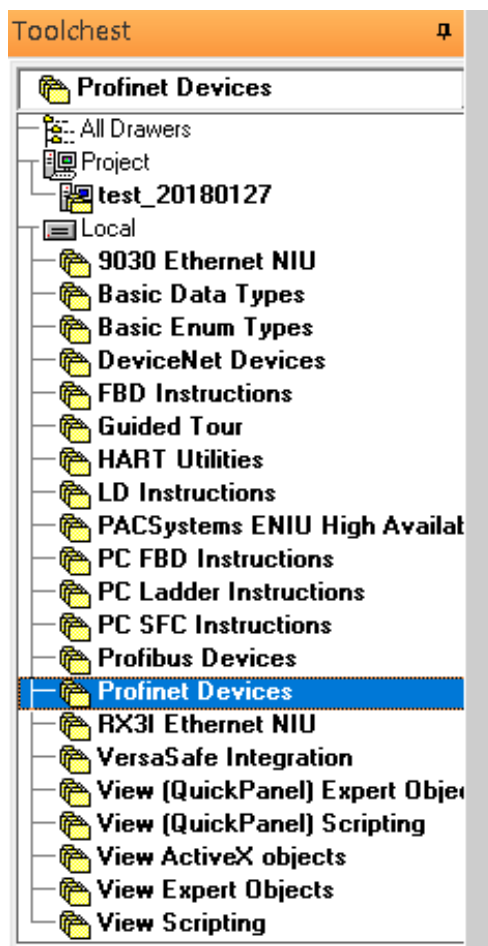 Toolchest
Profinet Devices
All Drawers
Project
test_20180127
Local
9030 Ethernet NIU
Basic Data Types
Basic Enum Types
DeviceNet Devices
FBD Instructions
Guided Tour
HART Utilities
LD Instructions
PACSystems ENIU High Availab
PC FBD Instructions
PC Ladder Instructions
PC SFC Instructions
Profibus Devices
Profinet Devices
RX3I Ethernet NIU
VersaSafe Integration
View (QuickPanel) Expert Obje
View (QuickPanel) Scripting
View ActiveX objects
View Expert Objects
View Scripting